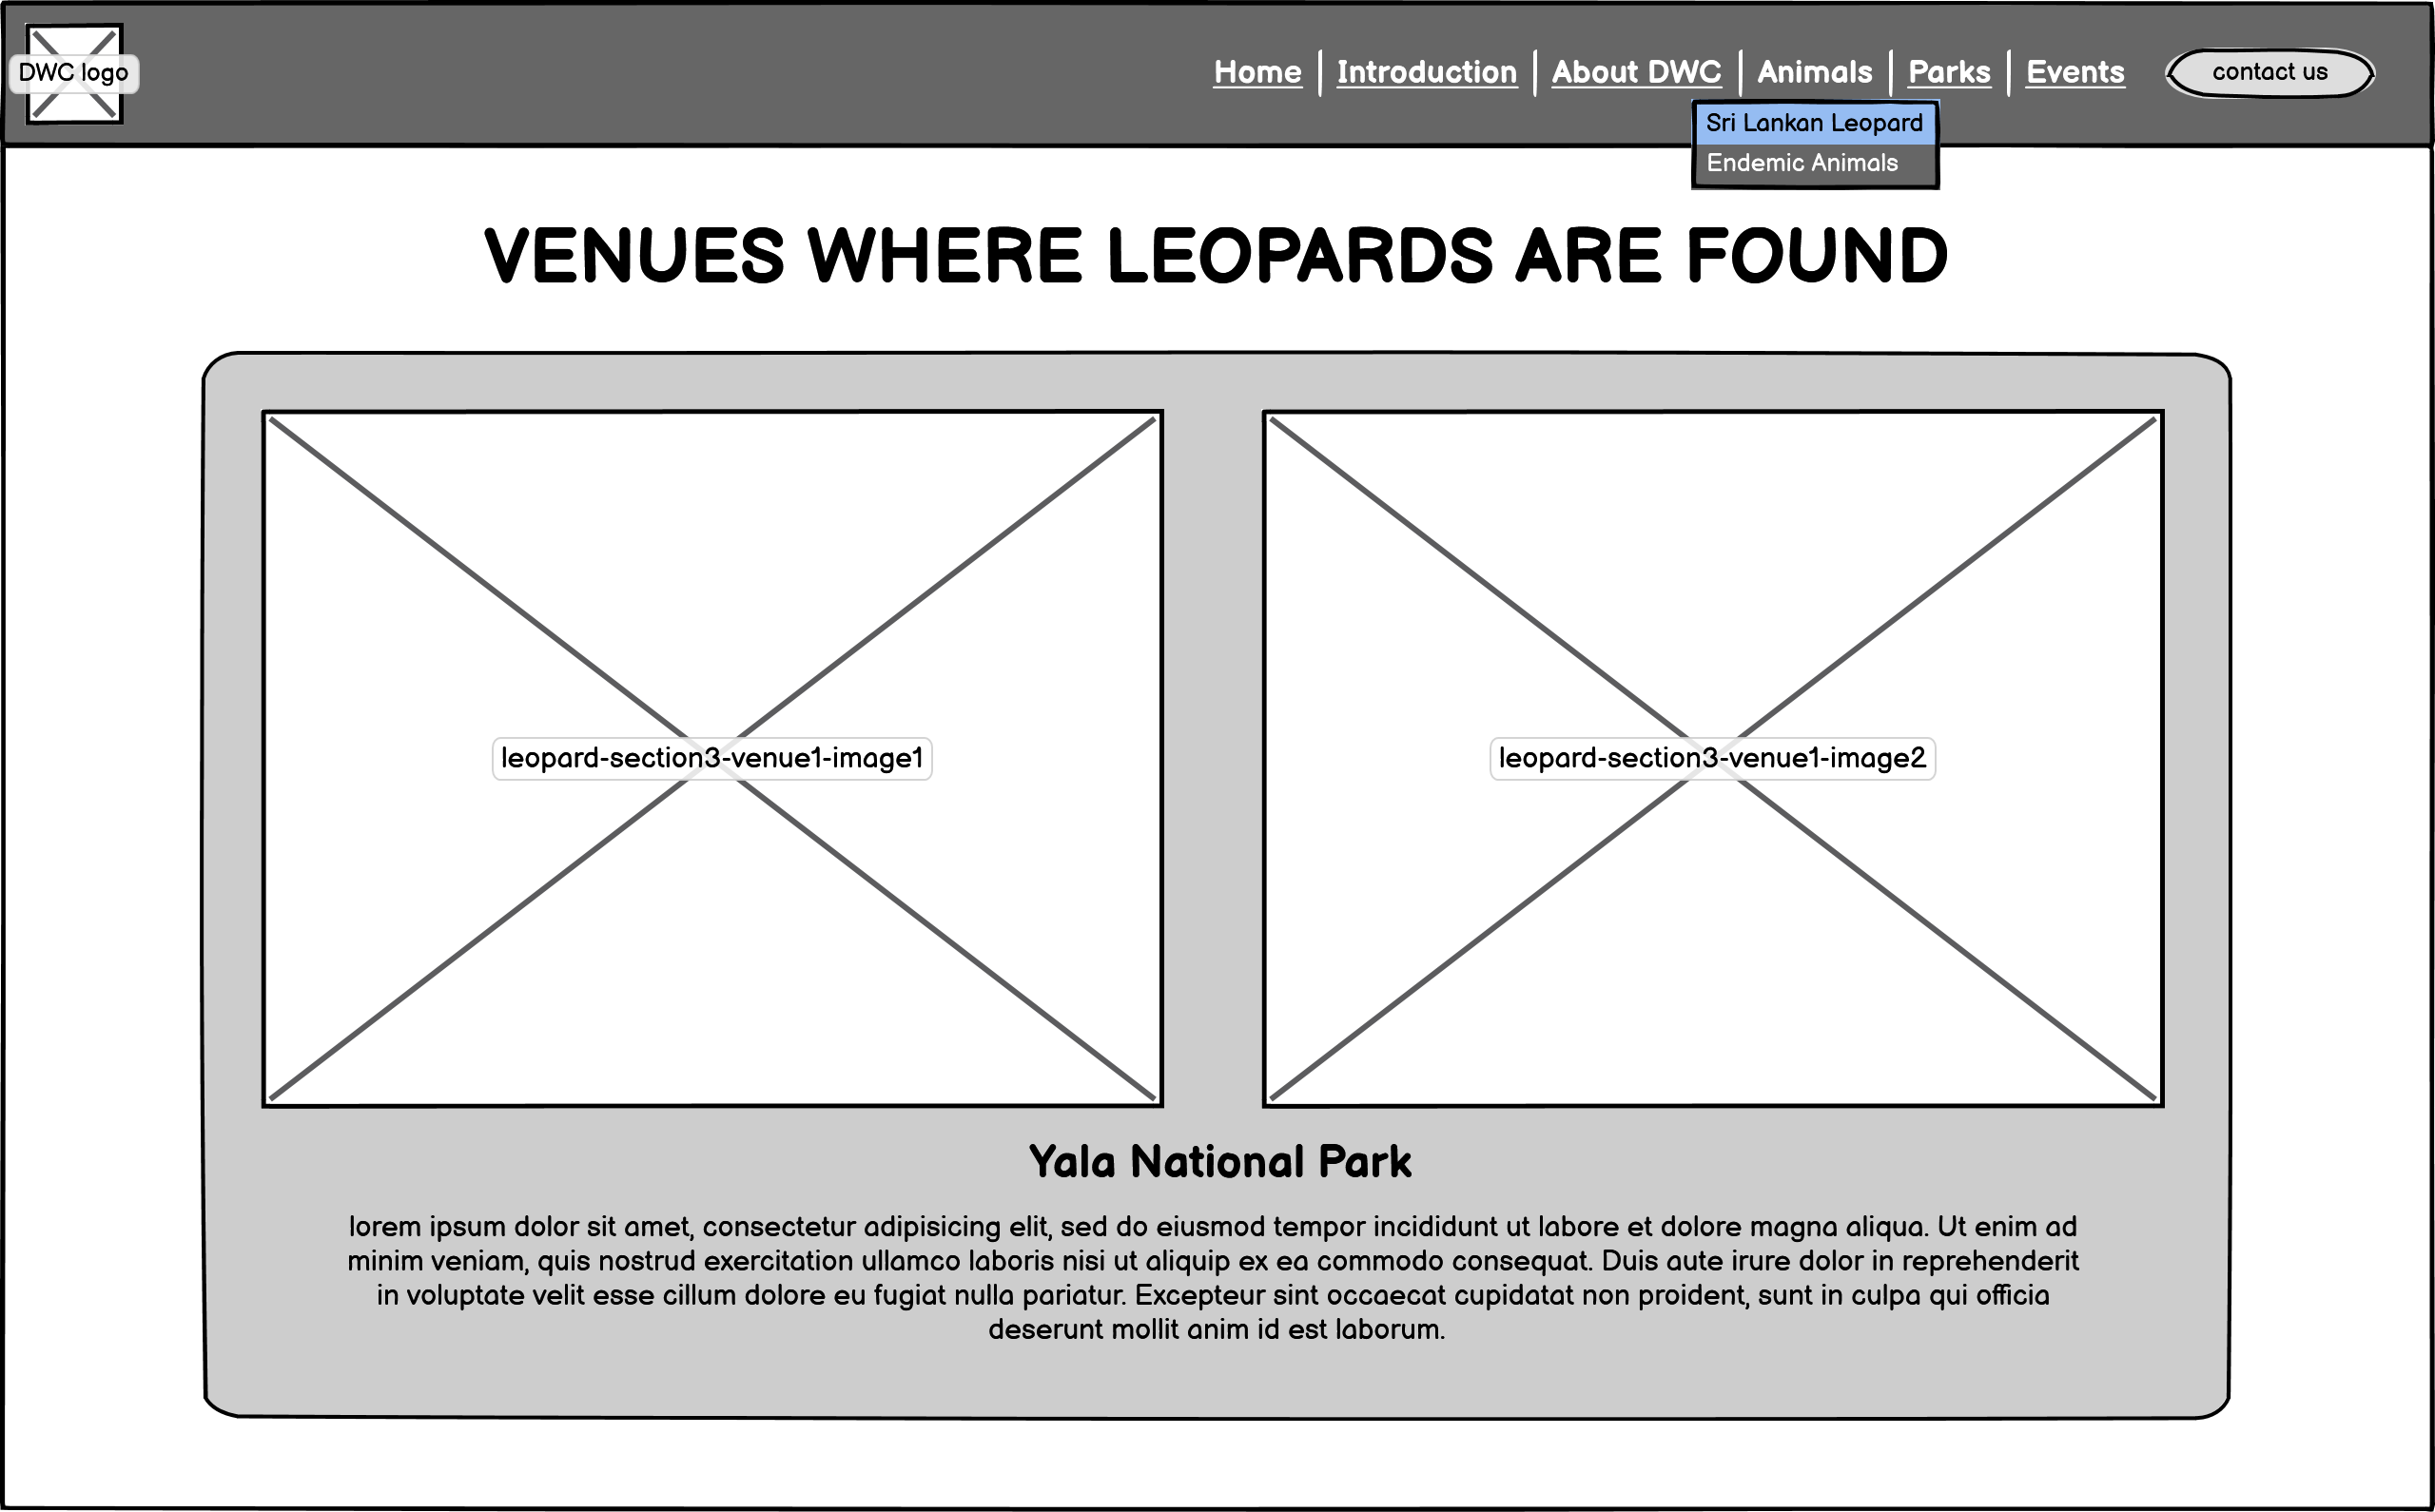 DWC logo
Home Introduction About DWC Animals Parks Events contact us
Sri Lankan Leopard
Endemic Animals
VENUES WHERE LEOPARDS ARE FOUND
leopard-section3-venue1-image1
leopard-section3-venue1-image2
Yala National Park
lorem ipsum dolor sit amet, consectetur adipisicing elit, sed do eiusmod tempor incididunt ut labore et dolore magna aliqua. Ut enim ad
minim veniam, quis nostrud exercitation ullamco laboris nisi ut aliquip ex ea commodo consequat. Duis aute irure dolor in reprehenderit
in voluptate velit esse cillum dolore eu fugiat nulla pariatur. Excepteur sint occaecat cupidatat non proident, sunt in culpa qui officia
deserunt mollit anim id est laborum.